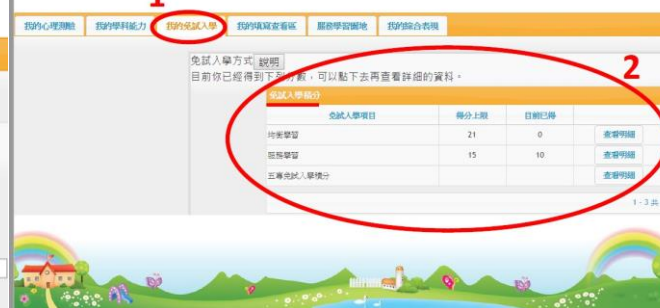 1
我的心理測驗 我的學科能力 我的免試入學 我的填寫查看區 服務學習園地 我的綜合表現
免試入學方式 說明
目前你已經得到下列分數，可以點下去再查看詳細的資料。
2
免試入學積分
免試入學項目 得分上限 目前已得
均衡學習 21 0 查看明細
服務學習 15 10 查看明細
五專免試入學積分 查看明細
1 - 3 共